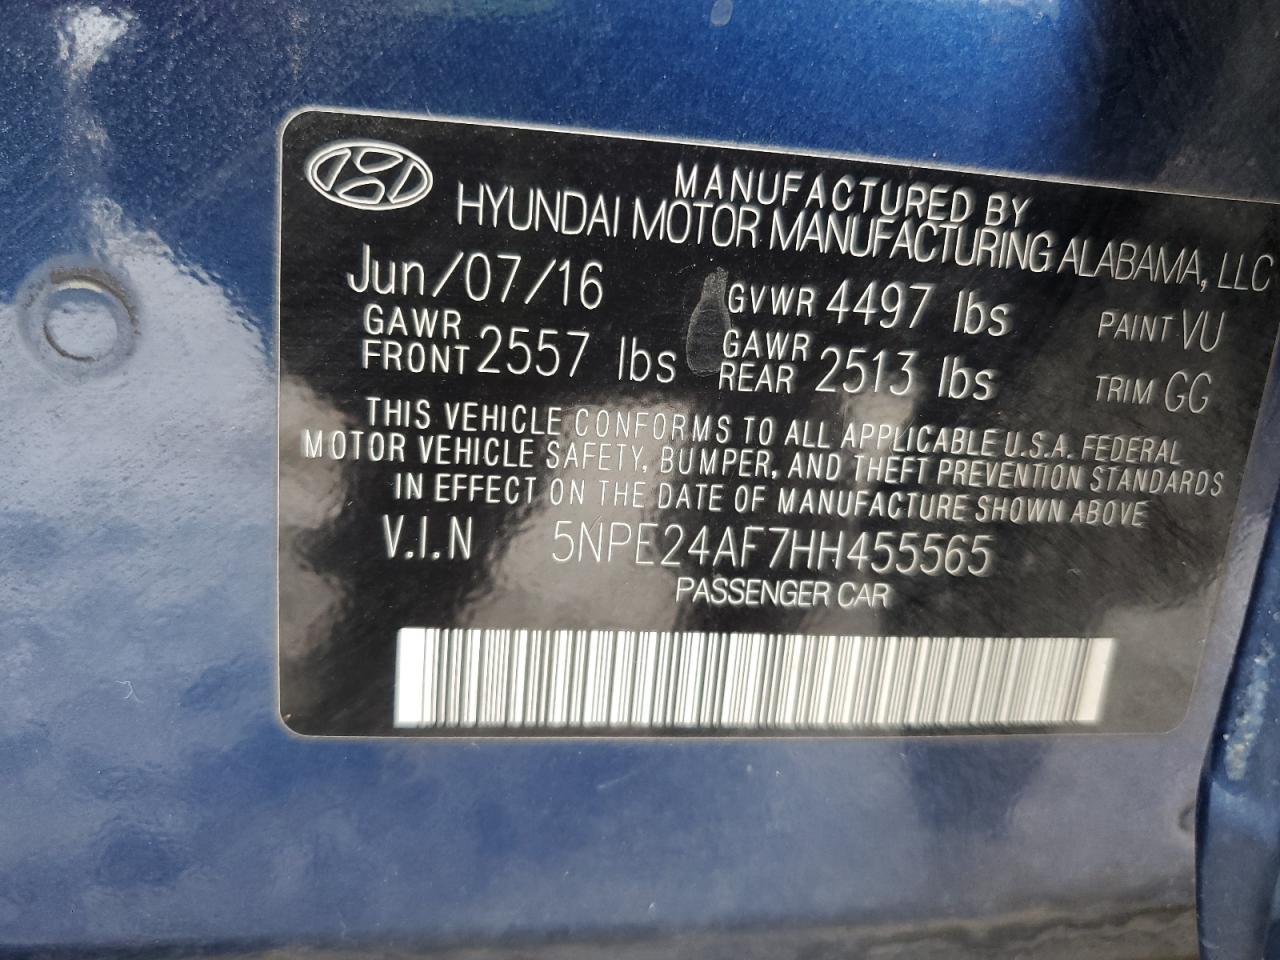 MANUFACTURED BY
HYUNDAI MOTOR MANUFACTURING ALABAMA, LLC
Jun/07/16 GVWR 4497 lbs PAINT VU
GAWR FRONT 2557 lbs GAWR REAR 2513 lbs TRIM GG
THIS VEHICLE CONFORMS TO ALL APPLICABLE U.S.A. FEDERAL
MOTOR VEHICLE SAFETY, BUMPER, AND THEFT PREVENTION STANDARDS
IN EFFECT ON THE DATE OF MANUFACTURE SHOWN ABOVE
V.I.N 5NPE24AF7HH455565
PASSENGER CAR